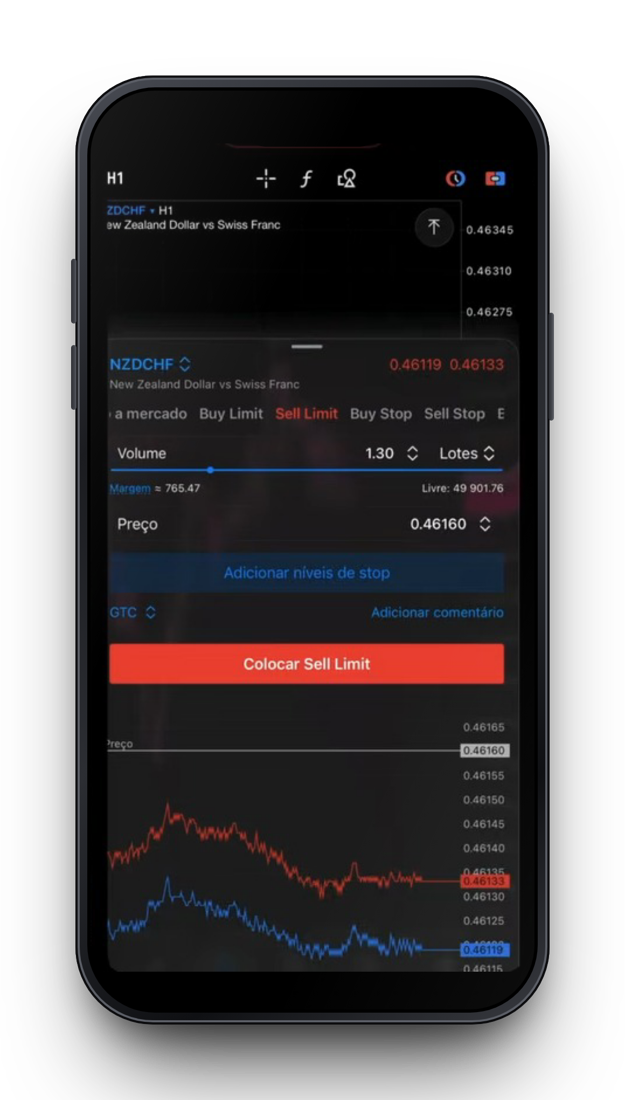 H1
ZDCHF • H1
ew Zealand Dollar vs Swiss Franc
0.46345
0.46310
0.46275
NZDCHF 0.46119 0.46133
New Zealand Dollar vs Swiss Franc
a mercado Buy Limit Sell Limit Buy Stop Sell Stop E
Volume 1.30 Lotes
Margem ≈ 765.47 Livre: 49 901.76
Preço 0.46160
Adicionar níveis de stop
GTC Adicionar comentário
Colocar Sell Limit
0.46165
Preço 0.46160
0.46155
0.46150
0.46145
0.46140
0.46135
0.46133
0.46130
0.46125
0.46119
0.46115